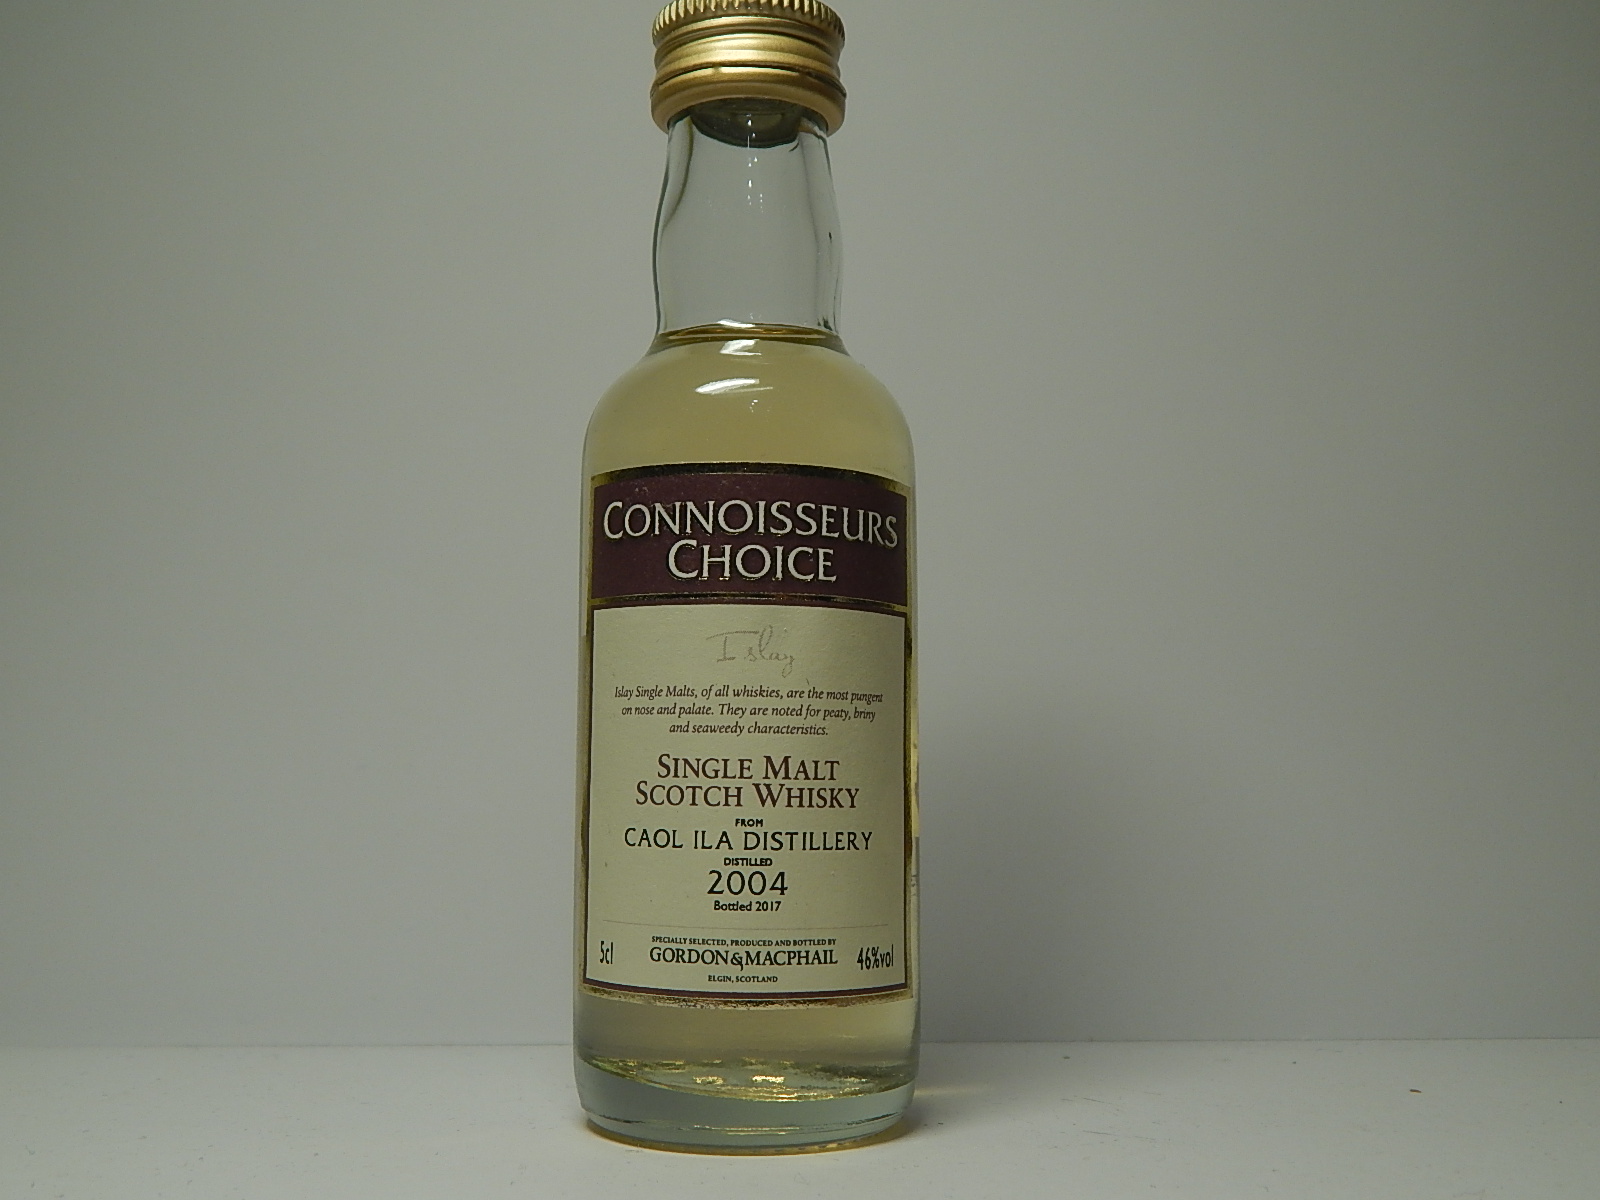 CONNOISSEURS
CHOICE
Islay
Islay Single Malts, of all whiskies, are the most pungent
on nose and palate. They are noted for peaty, briny
and seaweedy characteristics.
SINGLE MALT
SCOTCH WHISKY
FROM
CAOL ILA DISTILLERY
DISTILLED
2004
Bottled 2017
SPECIALLY SELECTED, PRODUCED AND BOTTLED BY
5cl GORDON & MACPHAIL 46%vol
ELGIN, SCOTLAND